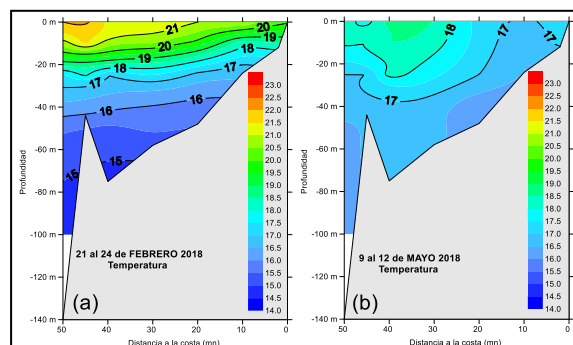 0 m
-20 m
-40 m
-60 m
-80 m
-100 m
-120 m
-140 m
Profundidad
21
20
20
19
19
18
18
17
17
16
16
15
15
23.0
22.5
22.0
21.5
21.0
20.5
20.0
19.5
19.0
18.5
18.0
17.5
17.0
16.5
16.0
15.5
15.0
14.5
14.0
21 al 24 de FEBRERO 2018
Temperatura
(a)
50 40 30 20 10 0
Distancia a la costa (mn)
0 m
-20 m
-40 m
-60 m
-80 m
-100 m
-120 m
-140 m
Profundidad
18
17
17
23.0
22.5
22.0
21.5
21.0
20.5
20.0
19.5
19.0
18.5
18.0
17.5
17.0
16.5
16.0
15.5
15.0
14.5
14.0
9 al 12 de MAYO 2018
Temperatura
(b)
50 40 30 20 10 0
Distancia a la costa (mn)